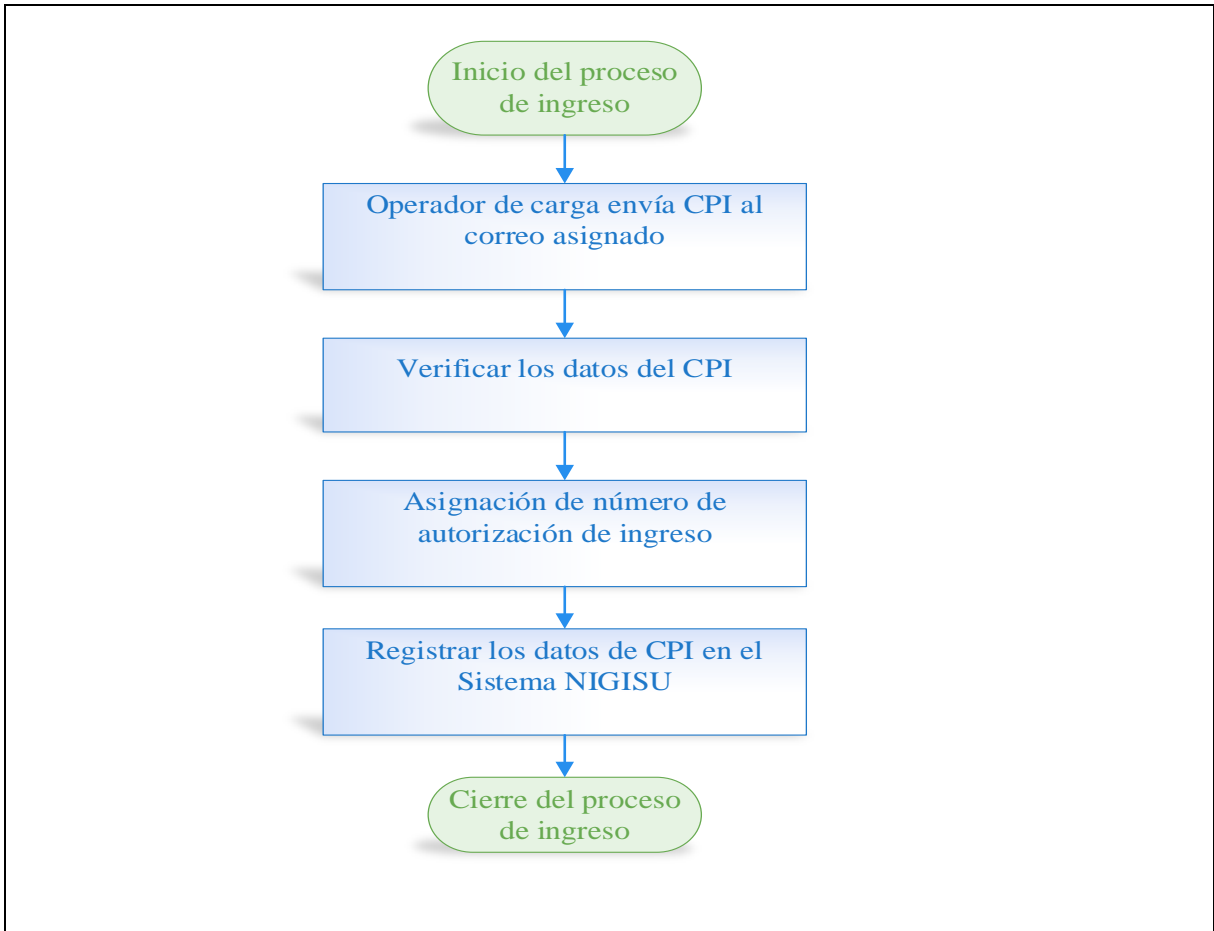 Inicio del proceso
de ingreso
Operador de carga envía CPI al
correo asignado
Verificar los datos del CPI
Asignación de número de
autorización de ingreso
Registrar los datos de CPI en el
Sistema NIGISU
Cierre del proceso
de ingreso